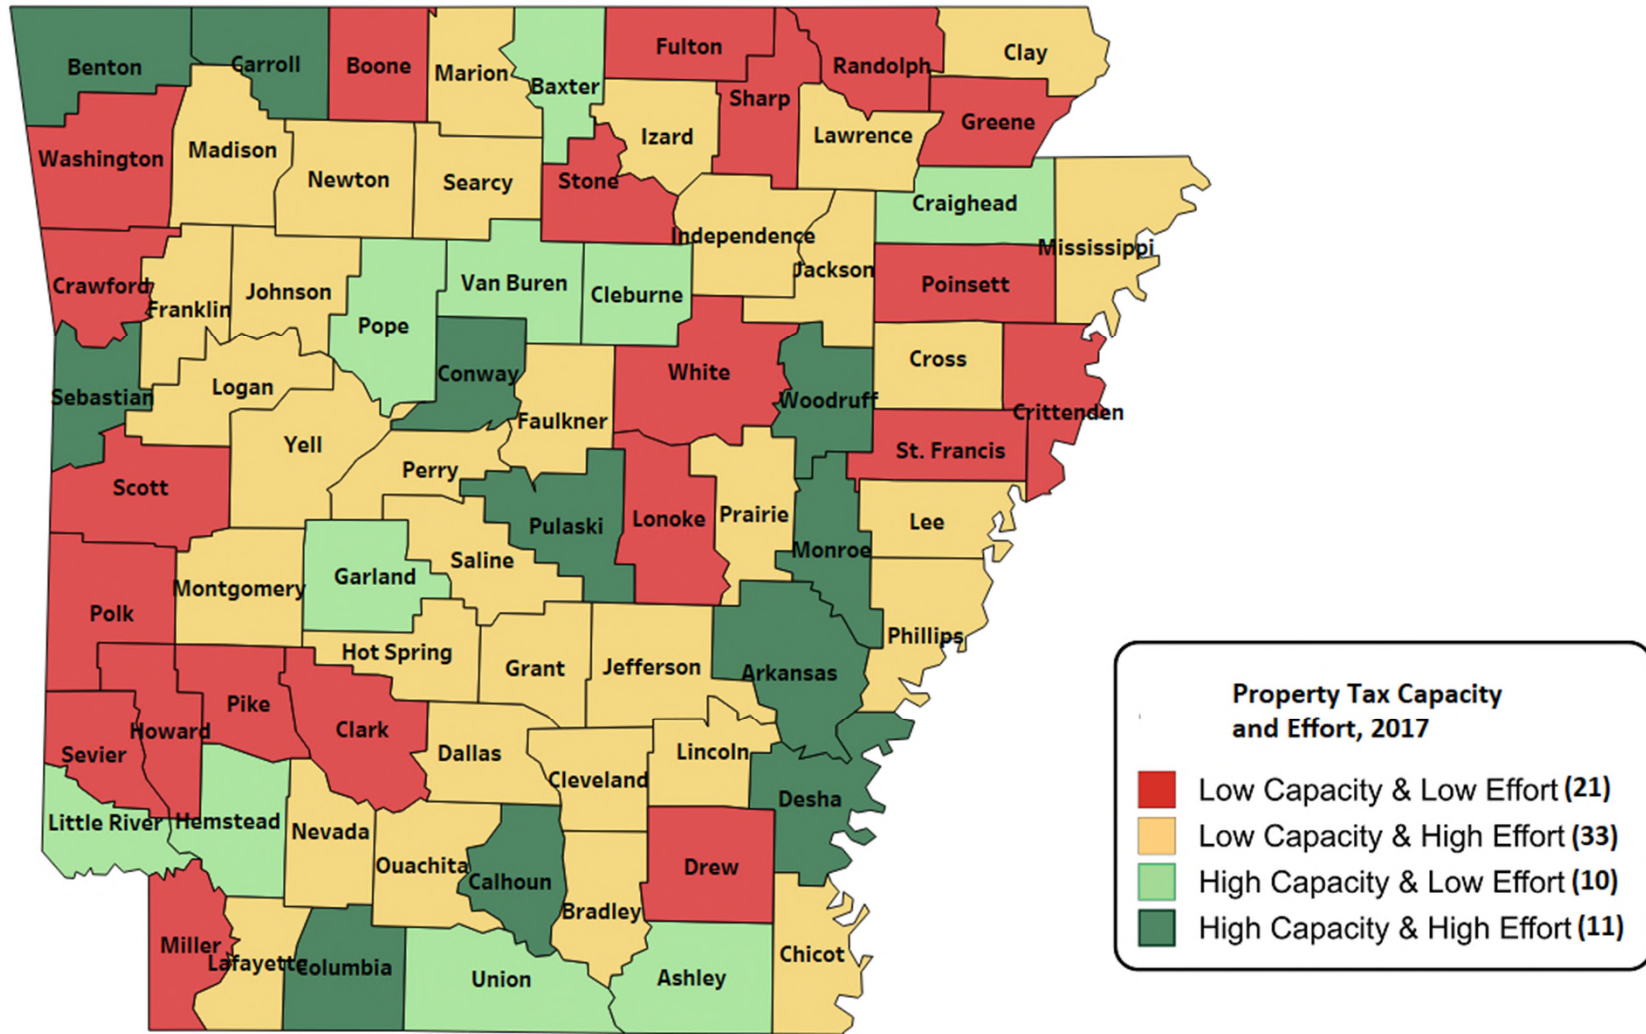 Benton
Carroll
Boone
Marion
Baxter
Fulton
Sharp
Randolph
Clay
Greene
Washington
Madison
Newton
Searcy
Stone
Izard
Lawrence
Craighead
Mississippi
Independence
Jackson
Poinsett
Crawford
Franklin
Johnson
Pope
Van Buren
Cleburne
Sebastian
Logan
Conway
Faulkner
White
Woodruff
Cross
Crittenden
St. Francis
Yell
Perry
Scott
Pulaski
Lonoke
Prairie
Lee
Monroe
Saline
Garland
Montgomery
Polk
Phillips
Hot Spring
Grant
Jefferson
Arkansas
Pike
Howard
Clark
Sevier
Dallas
Cleveland
Lincoln
Desha
Little River
Hemstead
Nevada
Ouachita
Calhoun
Drew
Bradley
Miller
Lafayette
Columbia
Union
Ashley
Chicot
Property Tax Capacity
and Effort, 2017
Low Capacity & Low Effort (21)
Low Capacity & High Effort (33)
High Capacity & Low Effort (10)
High Capacity & High Effort (11)